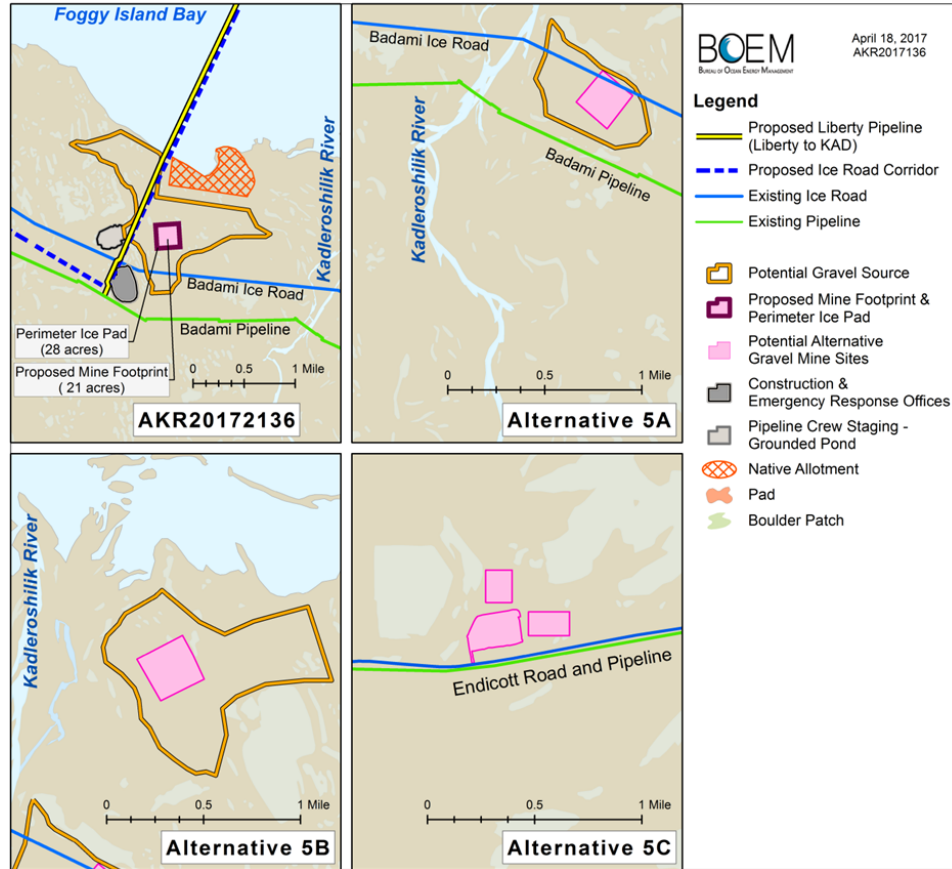 Foggy Island Bay
Kadleroshilik River
Badami Ice Road
Badami Pipeline
Perimeter Ice Pad
(28 acres)
Proposed Mine Footprint
( 21 acres)
0 0.5 1 Mile
AKR20172136
Badami Ice Road
Kadleroshilik River
Badami Pipeline
0 0.5 1 Mile
Alternative 5A
Kadleroshilik River
0 0.5 1 Mile
Alternative 5B
Endicott Road and Pipeline
0 0.5 1 Mile
Alternative 5C
BOEM
BUREAU OF OCEAN ENERGY MANAGEMENT
April 18, 2017
AKR2017136
Legend
Proposed Liberty Pipeline
(Liberty to KAD)
Proposed Ice Road Corridor
Existing Ice Road
Existing Pipeline
Potential Gravel Source
Proposed Mine Footprint &
Perimeter Ice Pad
Potential Alternative
Gravel Mine Sites
Construction &
Emergency Response Offices
Pipeline Crew Staging -
Grounded Pond
Native Allotment
Pad
Boulder Patch